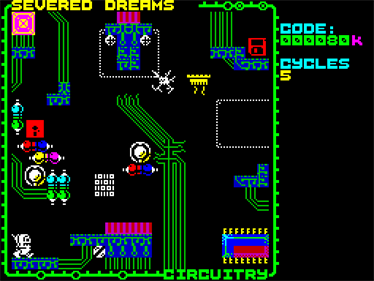 SEVERED DREAMS
CODE:
000080K
CYCLES
5
CIRCUITRY